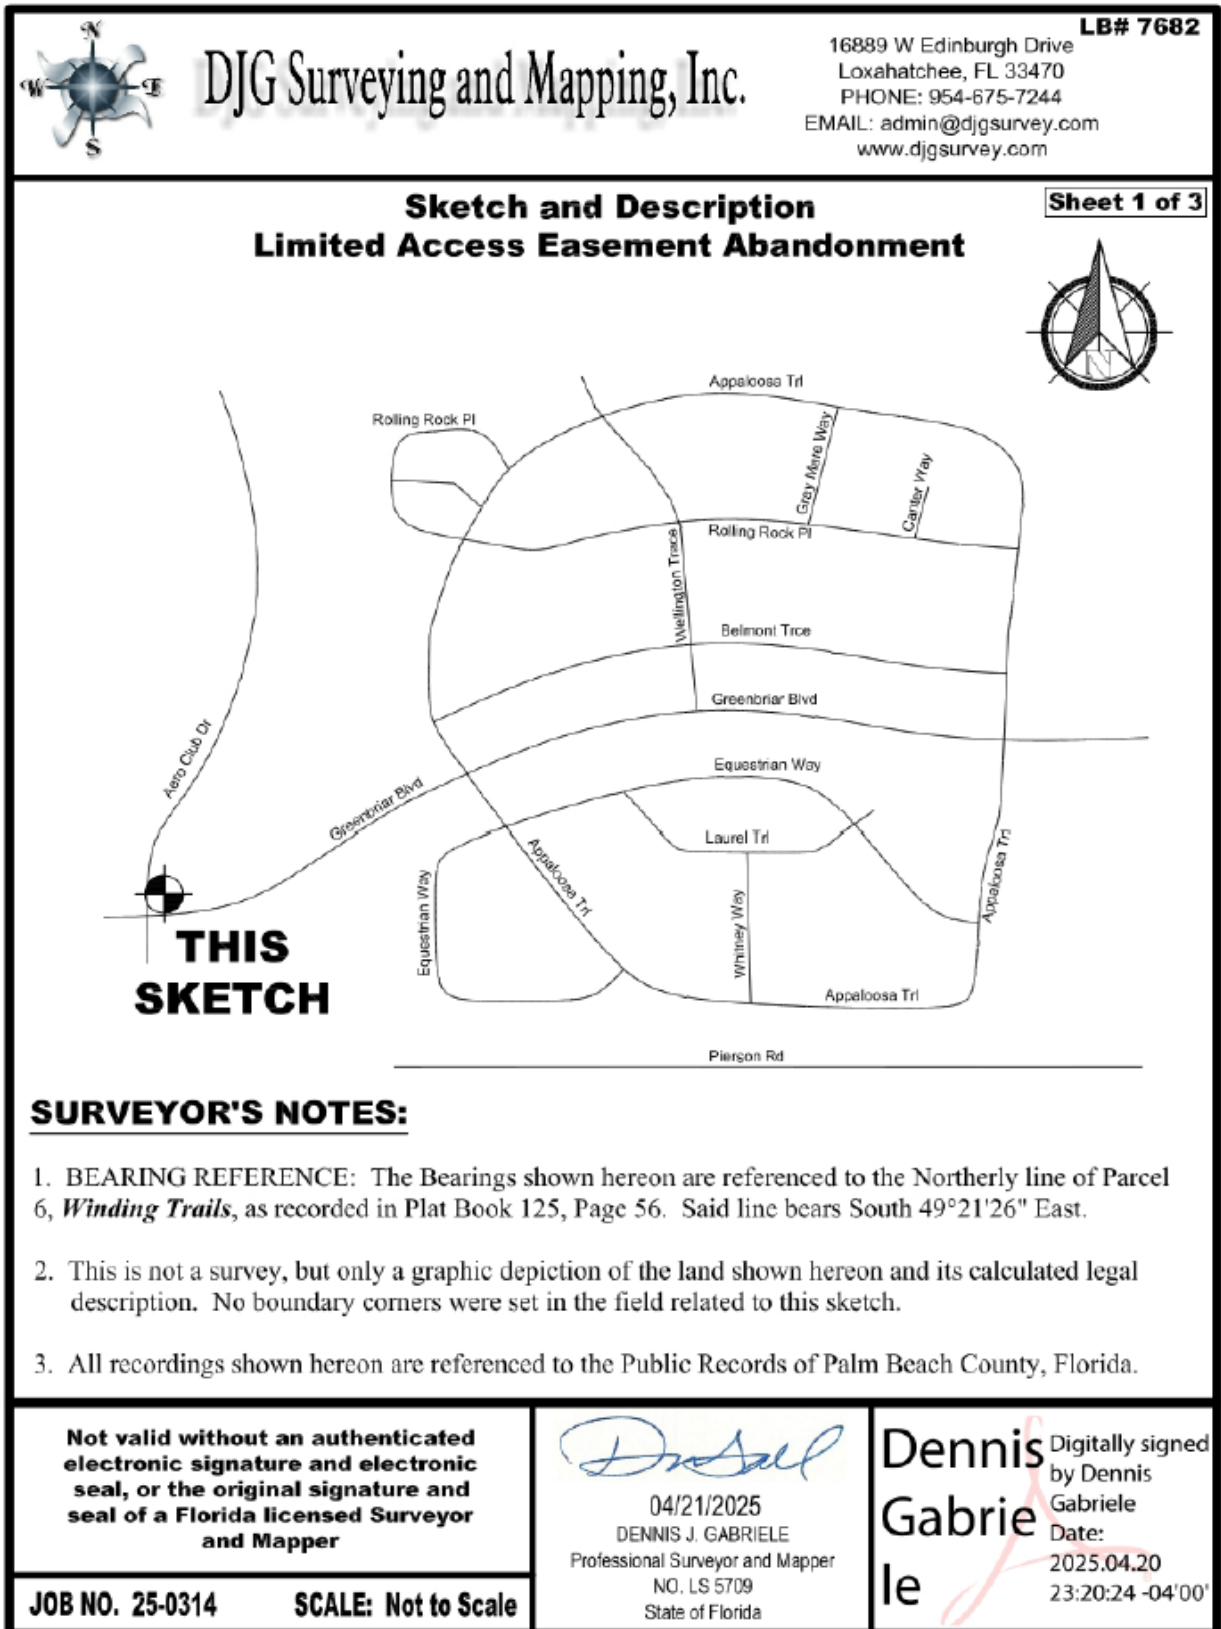 N
W
E
S
DJG Surveying and Mapping, Inc.
LB# 7682
16889 W Edinburgh Drive
Loxahatchee, FL 33470
PHONE: 954-675-7244
EMAIL: admin@djgsurvey.com
www.djgsurvey.com
Sketch and Description
Limited Access Easement Abandonment
Sheet 1 of 3
N
Appaloosa Trl
Rolling Rock Pl
Gray Mare Way
Canter Way
Rolling Rock Pl
Wellington Trace
Belmont Trce
Greenbriar Blvd
Aero Club Dr
Equestrian Way
Greenbriar Blvd
Laurel Trl
Appaloosa Trl
Appaloosa Trl
Equestrian Way
Whitney Way
THIS
SKETCH
Appaloosa Trl
Pierson Rd
SURVEYOR'S NOTES:
1. BEARING REFERENCE: The Bearings shown hereon are referenced to the Northerly line of Parcel
6, Winding Trails, as recorded in Plat Book 125, Page 56. Said line bears South 49°21'26" East.
2. This is not a survey, but only a graphic depiction of the land shown hereon and its calculated legal
description. No boundary corners were set in the field related to this sketch.
3. All recordings shown hereon are referenced to the Public Records of Palm Beach County, Florida.
Not valid without an authenticated
electronic signature and electronic
seal, or the original signature and
seal of a Florida licensed Surveyor
and Mapper
JOB NO. 25-0314
SCALE: Not to Scale
04/21/2025
DENNIS J. GABRIELE
Professional Surveyor and Mapper
NO. LS 5709
State of Florida
Dennis
Gabrie
le
Digitally signed
by Dennis
Gabriele
Date:
2025.04.20
23:20:24 -04'00'